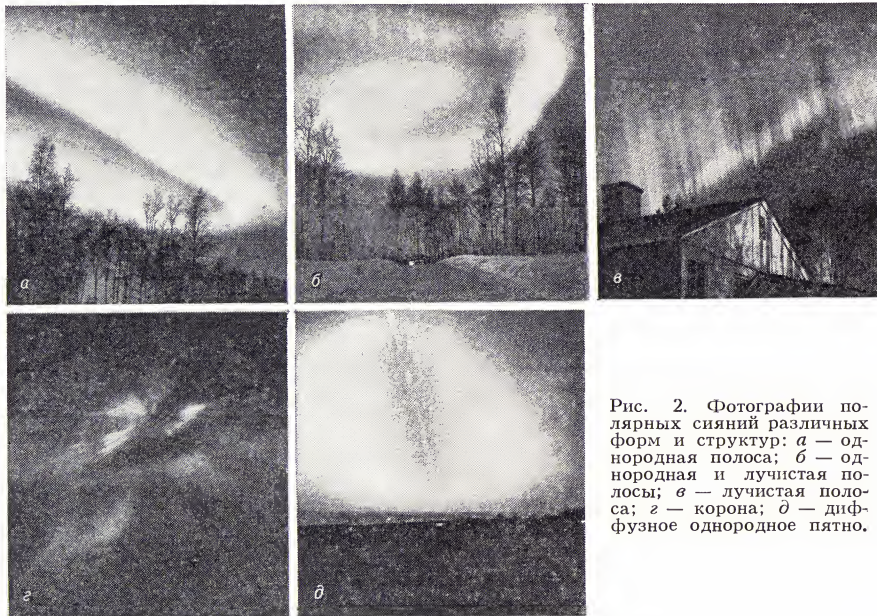 а
б
в
г
д
Рис. 2. Фотографии по-
лярных сияний различных
форм и структур: а — од-
нородная полоса; б — од-
нородная и лучистая по-
лосы; в — лучистая поло-
са; г — корона; д — диф-
фузное однородное пятно.